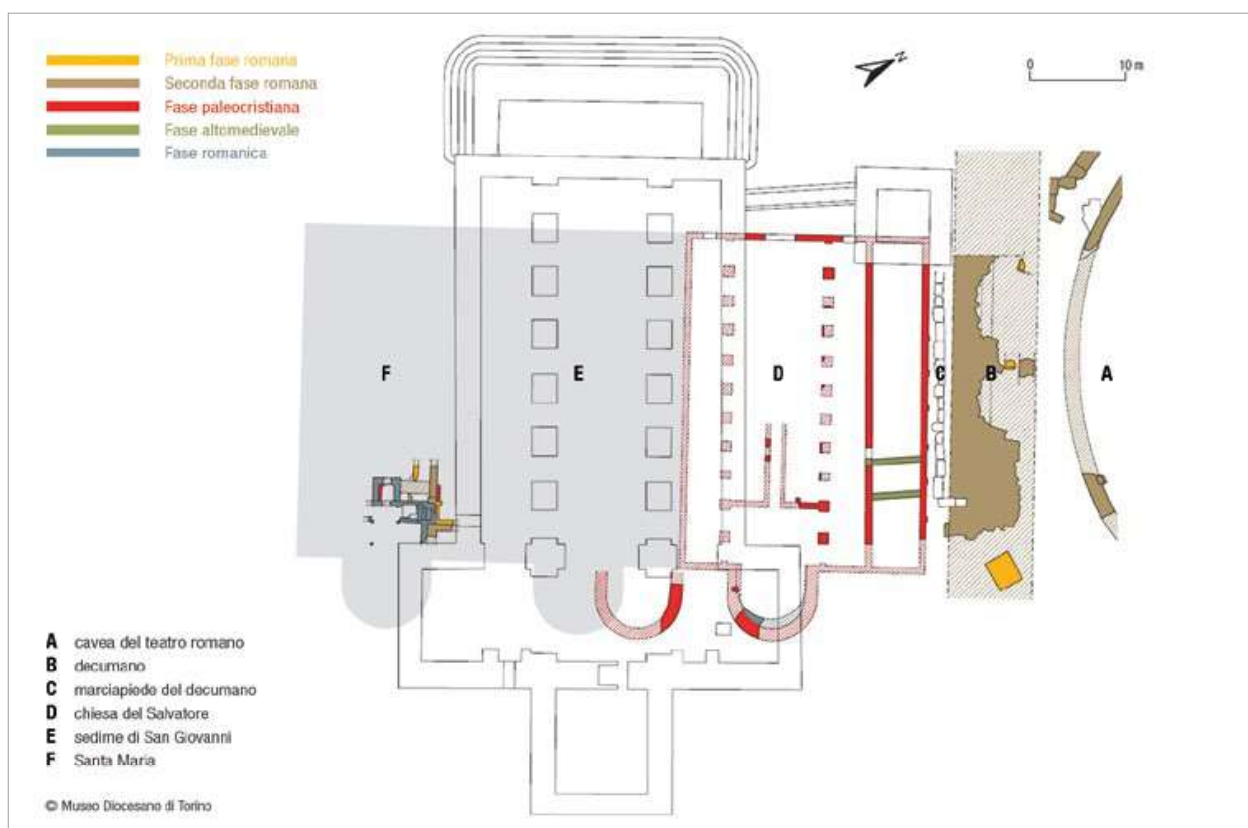 Prima fase romana
Seconda fase romana
Fase paleocristiana
Fase altomedievale
Fase romanica
N
0 10 m
F E D C B A
A cavea del teatro romano
B decumano
C marciapiede del decumano
D chiesa del Salvatore
E sedime di San Giovanni
F Santa Maria
© Museo Diocesano di Torino